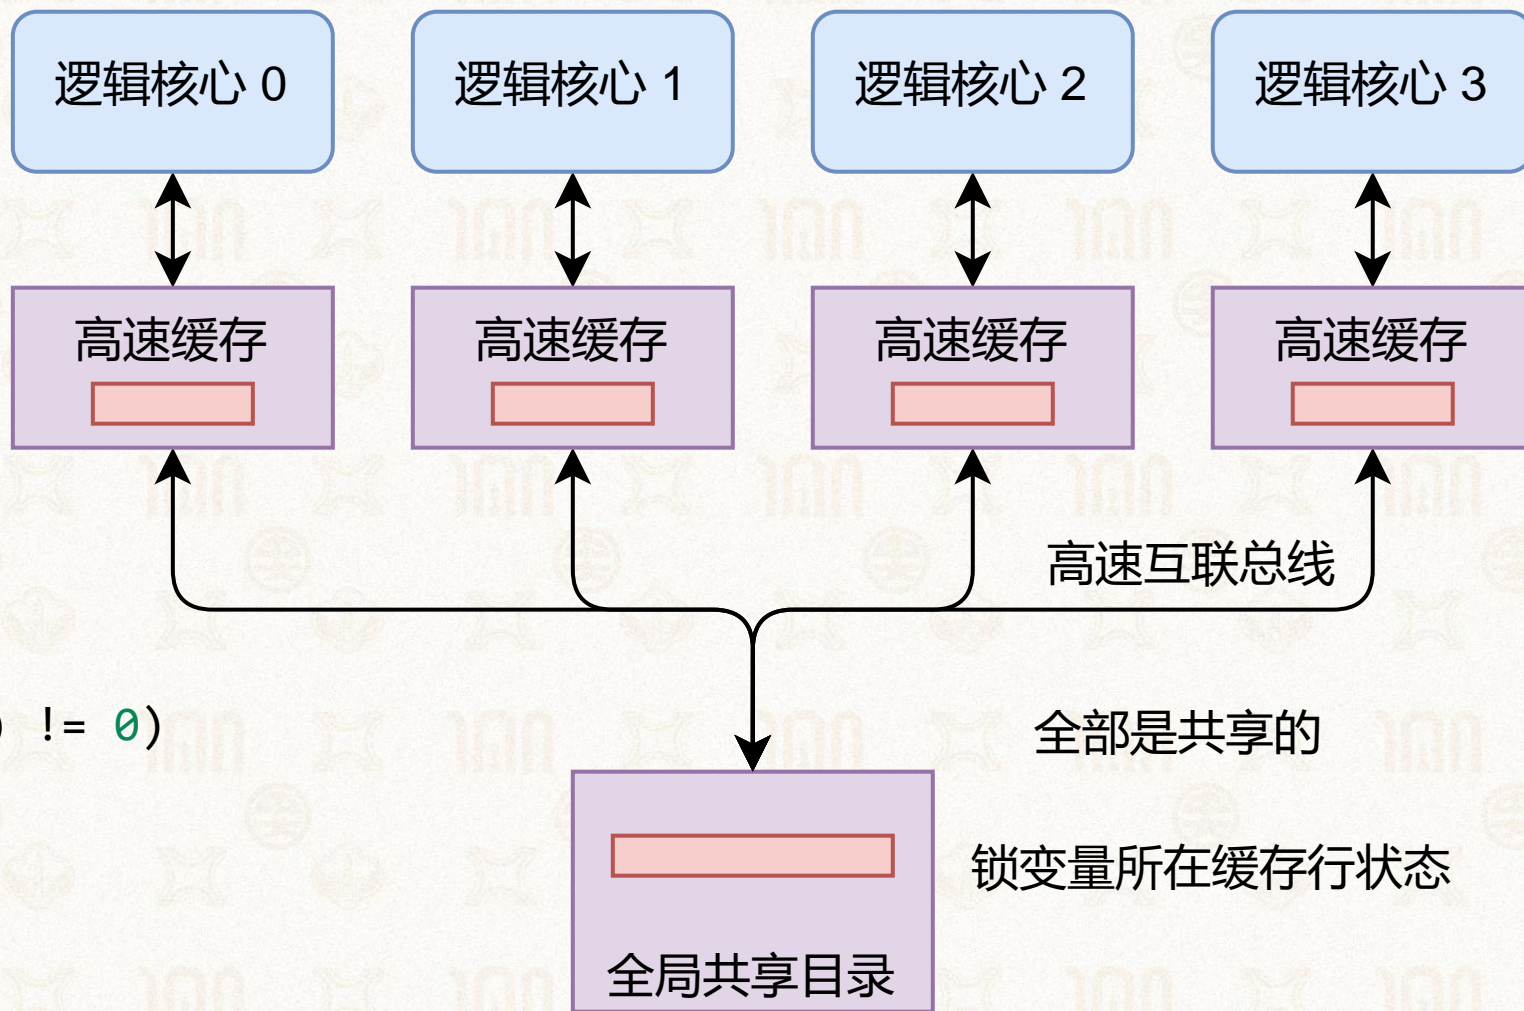 逻辑核心 0
逻辑核心 1
逻辑核心 2
逻辑核心 3
高速缓存
高速缓存
高速缓存
高速缓存
高速互联总线
) != 0)
全部是共享的
锁变量所在缓存行状态
全局共享目录